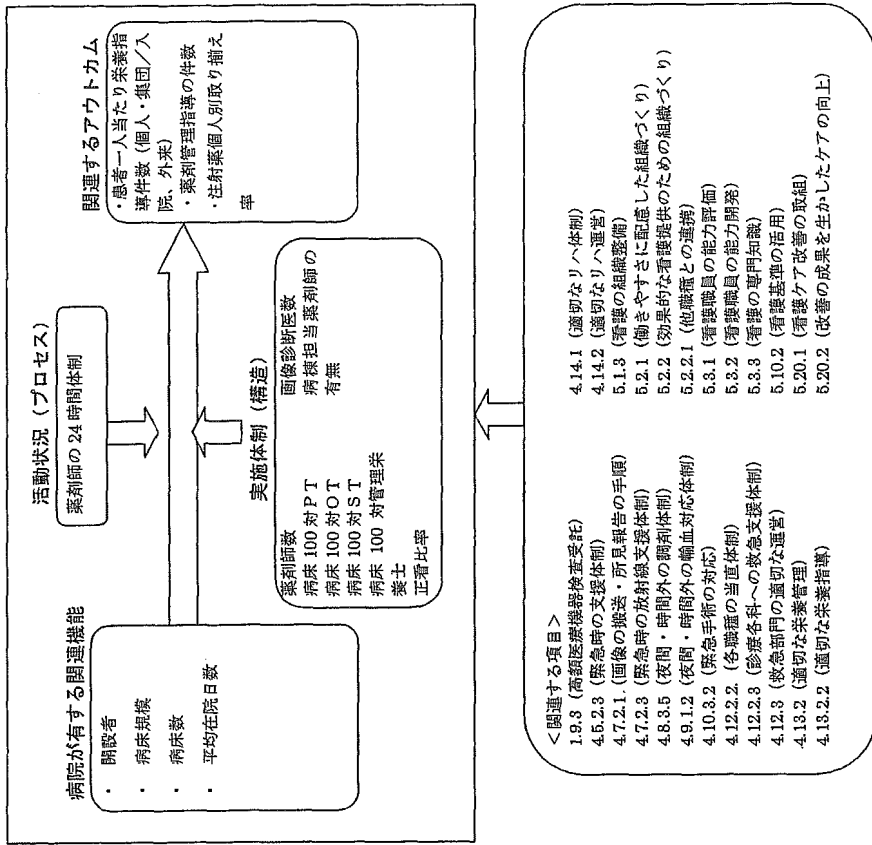 病院が有する関連機能
・ 開設者
・ 病床規模
・ 病床数
・ 平均在院日数
活動状況（プロセス）
薬剤師の 24 時間体制
実施体制（構造）
薬剤師数
病床 100 対ＰＴ
病床 100 対ＯＴ
病床 100 対ＳＴ
病床 100 対管理栄
養士
正看比率
画像診断医数
病棟担当薬剤師の
有無
関連するアウトカム
・患者一人当たり栄養指
導件数（個人・集団／入
院、外来）
・薬剤管理指導の件数
・注射薬個人別取り揃え
率
＜関連する項目＞
1.9.3 (高額医療機器検査受託)
4.5.2.3 (緊急時の支援体制)
4.7.2.1. (画像の搬送・所見報告の手順)
4.7.2.3 (緊急時の放射線支援体制)
4.8.3.5 (夜間・時間外の調剤体制)
4.9.1.2 (夜間・時間外の輸血対応体制)
4.10.3.2 (緊急手術の対応)
4.12.2.2. (各職種の当直体制)
4.12.2.3 (診療各科への救急支援体制)
4.12.3 (救急部門の適切な運営)
4.13.2 (適切な栄養管理)
4.13.2.2 (適切な栄養指導)
4.14.1 (適切なリハ体制)
4.14.2 (適切なリハ運営)
5.1.3 (看護の組織整備)
5.2.1 (働きやすさに配慮した組織づくり)
5.2.2 (効果的な看護提供のための組織づくり)
5.2.2.1 (他職種との連携)
5.3.1 (看護職員の能力評価)
5.3.2 (看護職員の能力開発)
5.3.3 (看護の専門知識)
5.10.2 (看護基準の活用)
5.20.1 (看護ケア改善の取組)
5.20.2 (改善の成果を生かしたケアの向上)